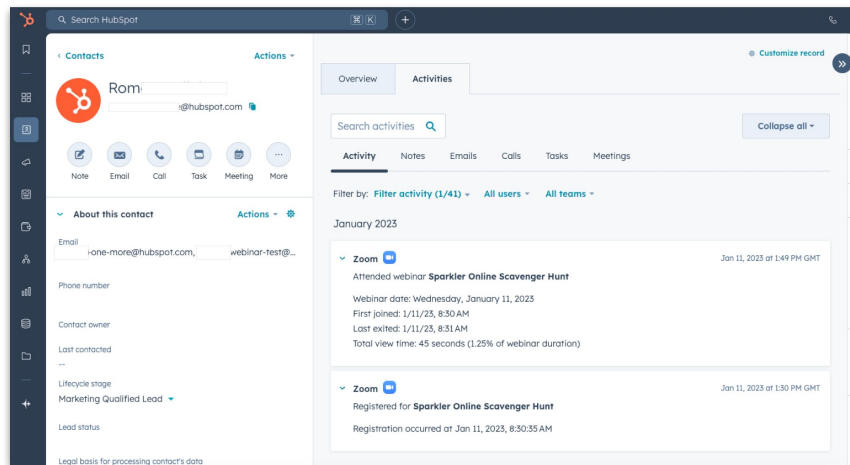 Search HubSpot
⌘ K
+
‹ Contacts
Actions
Rom
@hubspot.com
Note
Email
Call
Task
Meeting
More
About this contact
Actions
Email
-one-more@hubspot.com, webinar-test@...
Phone number
Contact owner
Last contacted
--
Lifecycle stage
Marketing Qualified Lead
Lead status
Legal basis for processing contact's data
Customize record
»
Overview
Activities
Search activities
Collapse all
Activity
Notes
Emails
Calls
Tasks
Meetings
Filter by: Filter activity (1/41) All users All teams
January 2023
Zoom
Jan 11, 2023 at 1:49 PM GMT
Attended webinar Sparkler Online Scavenger Hunt
Webinar date: Wednesday, January 11, 2023
First joined: 1/11/23, 8:30 AM
Last exited: 1/11/23, 8:31 AM
Total view time: 45 seconds (1.25% of webinar duration)
Zoom
Jan 11, 2023 at 1:30 PM GMT
Registered for Sparkler Online Scavenger Hunt
Registration occurred at Jan 11, 2023, 8:30:35 AM